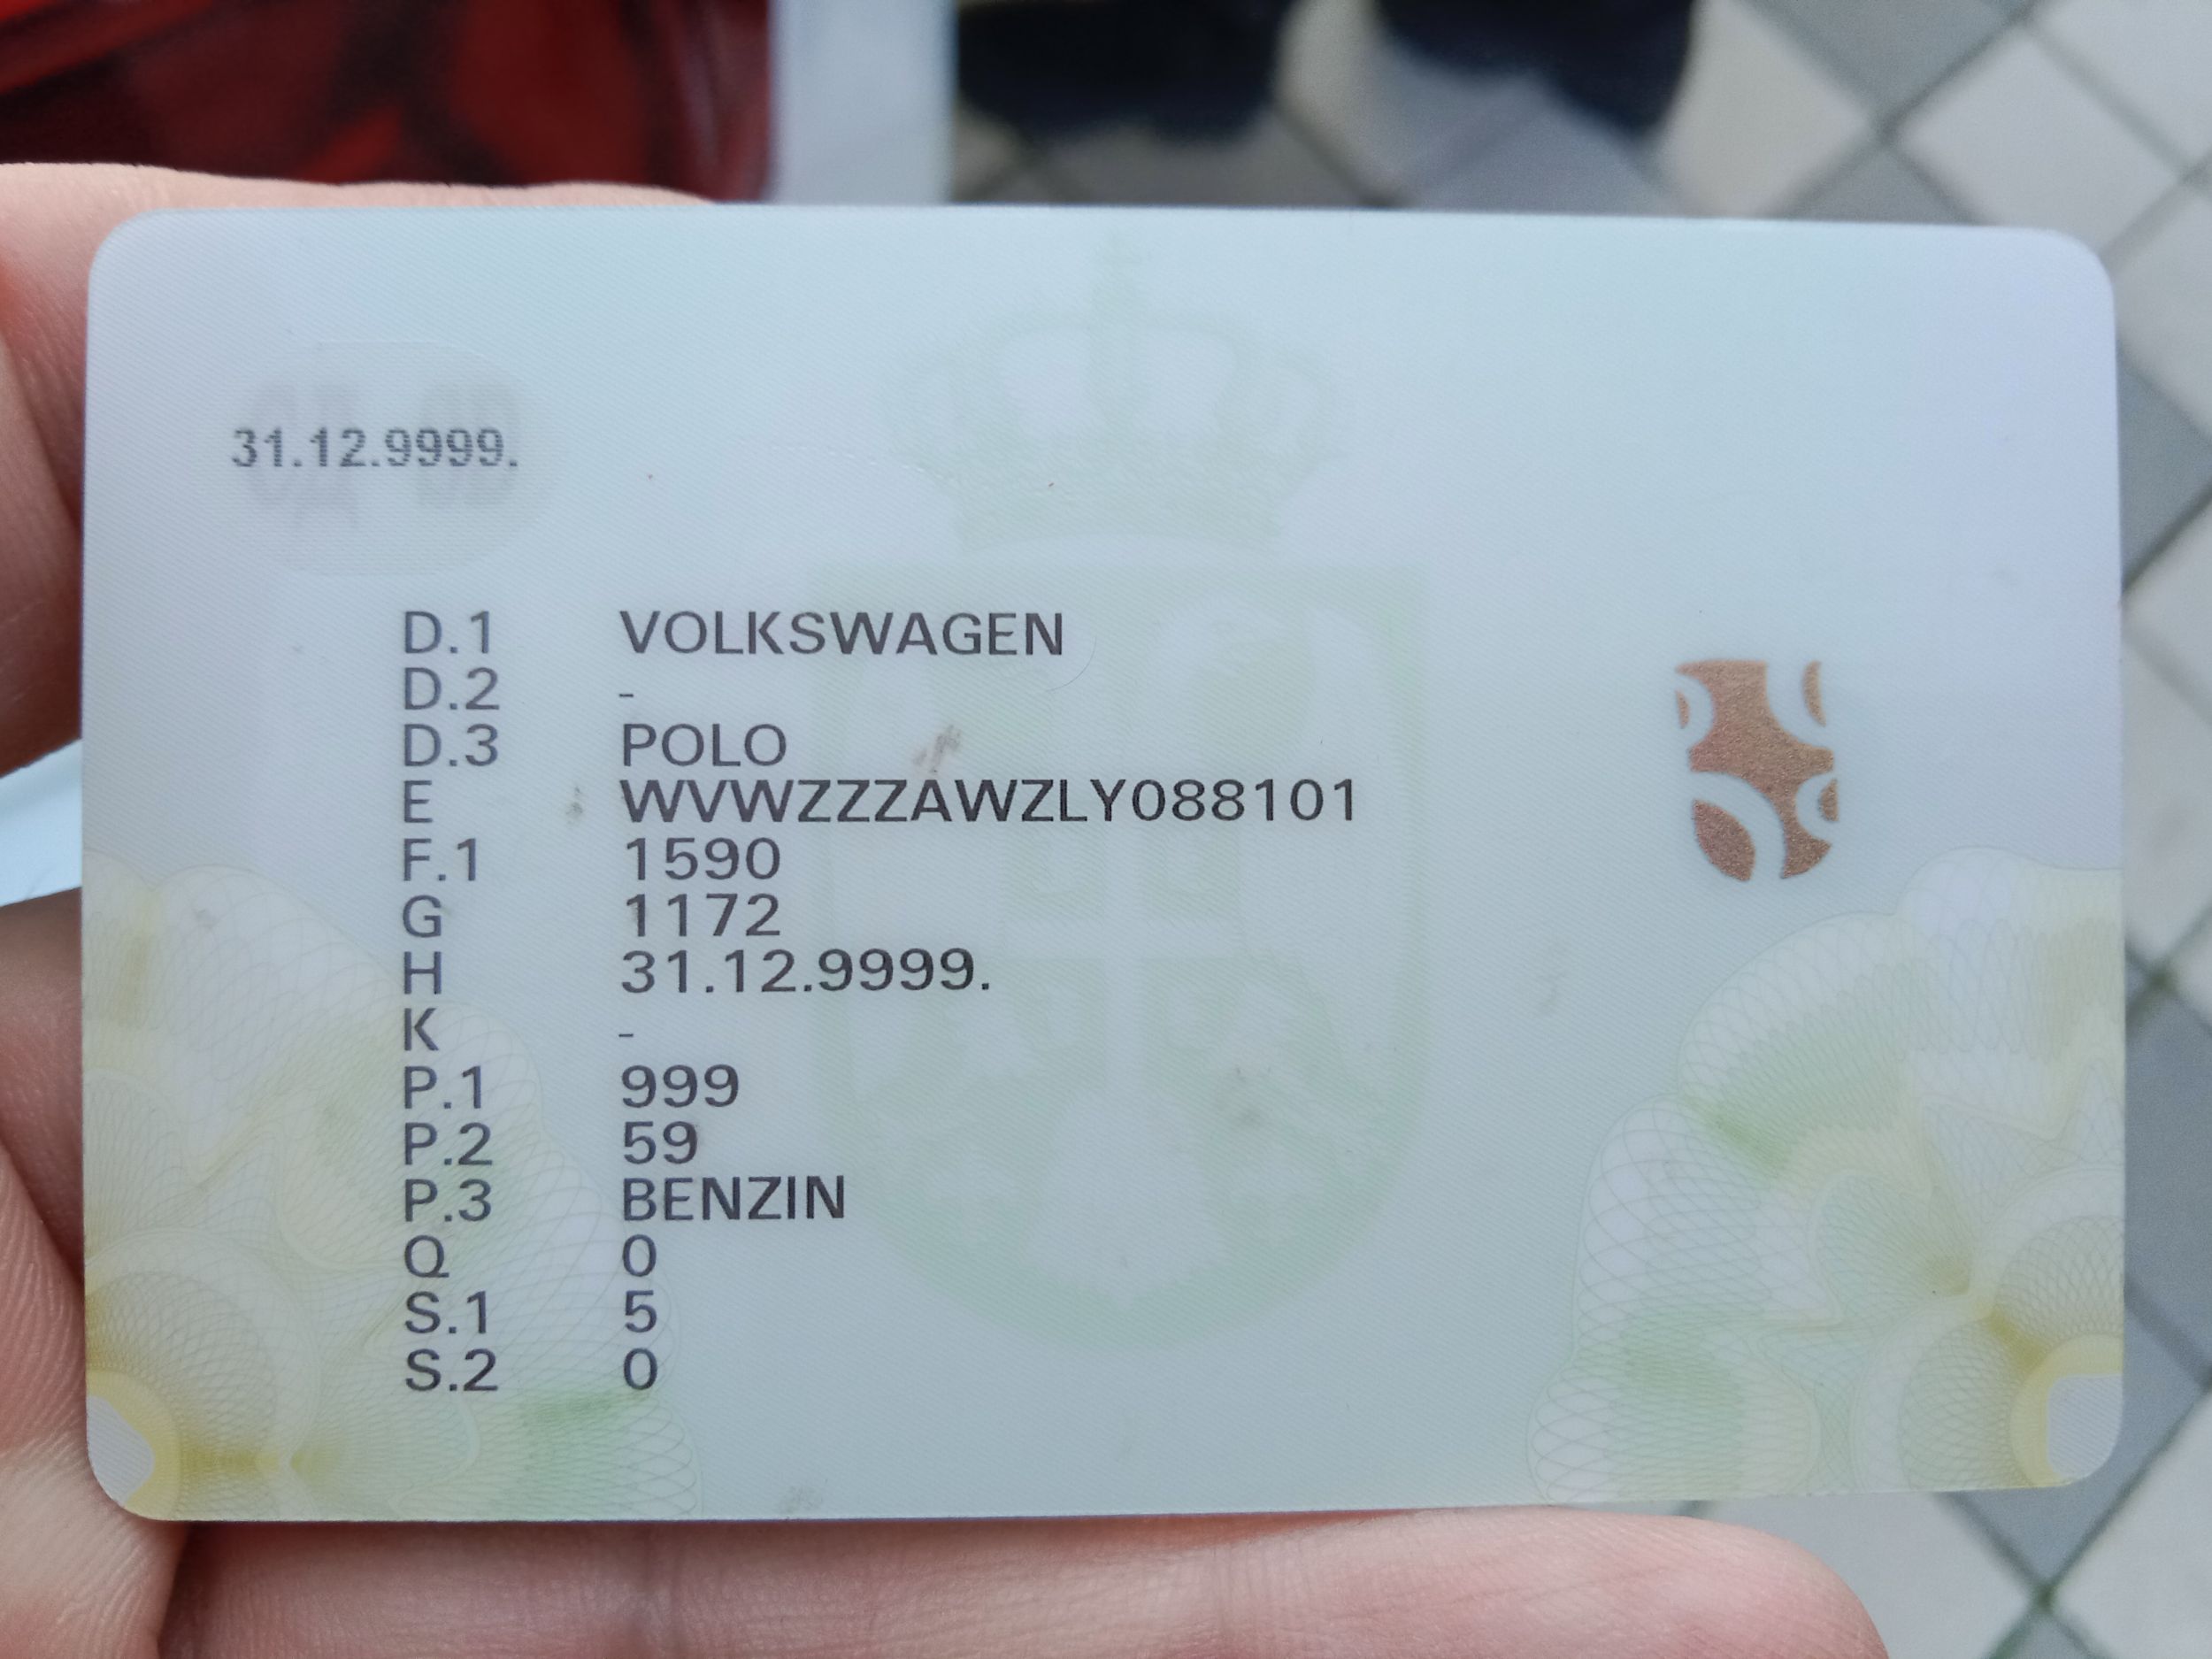 31.12.9999.
D.1 VOLKSWAGEN
D.2 -
D.3 POLO
E WVWZZZAWZLY088101
F.1 1590
G 1172
H 31.12.9999.
K -
P.1 999
P.2 59
P.3 BENZIN
Q 0
S.1 5
S.2 0